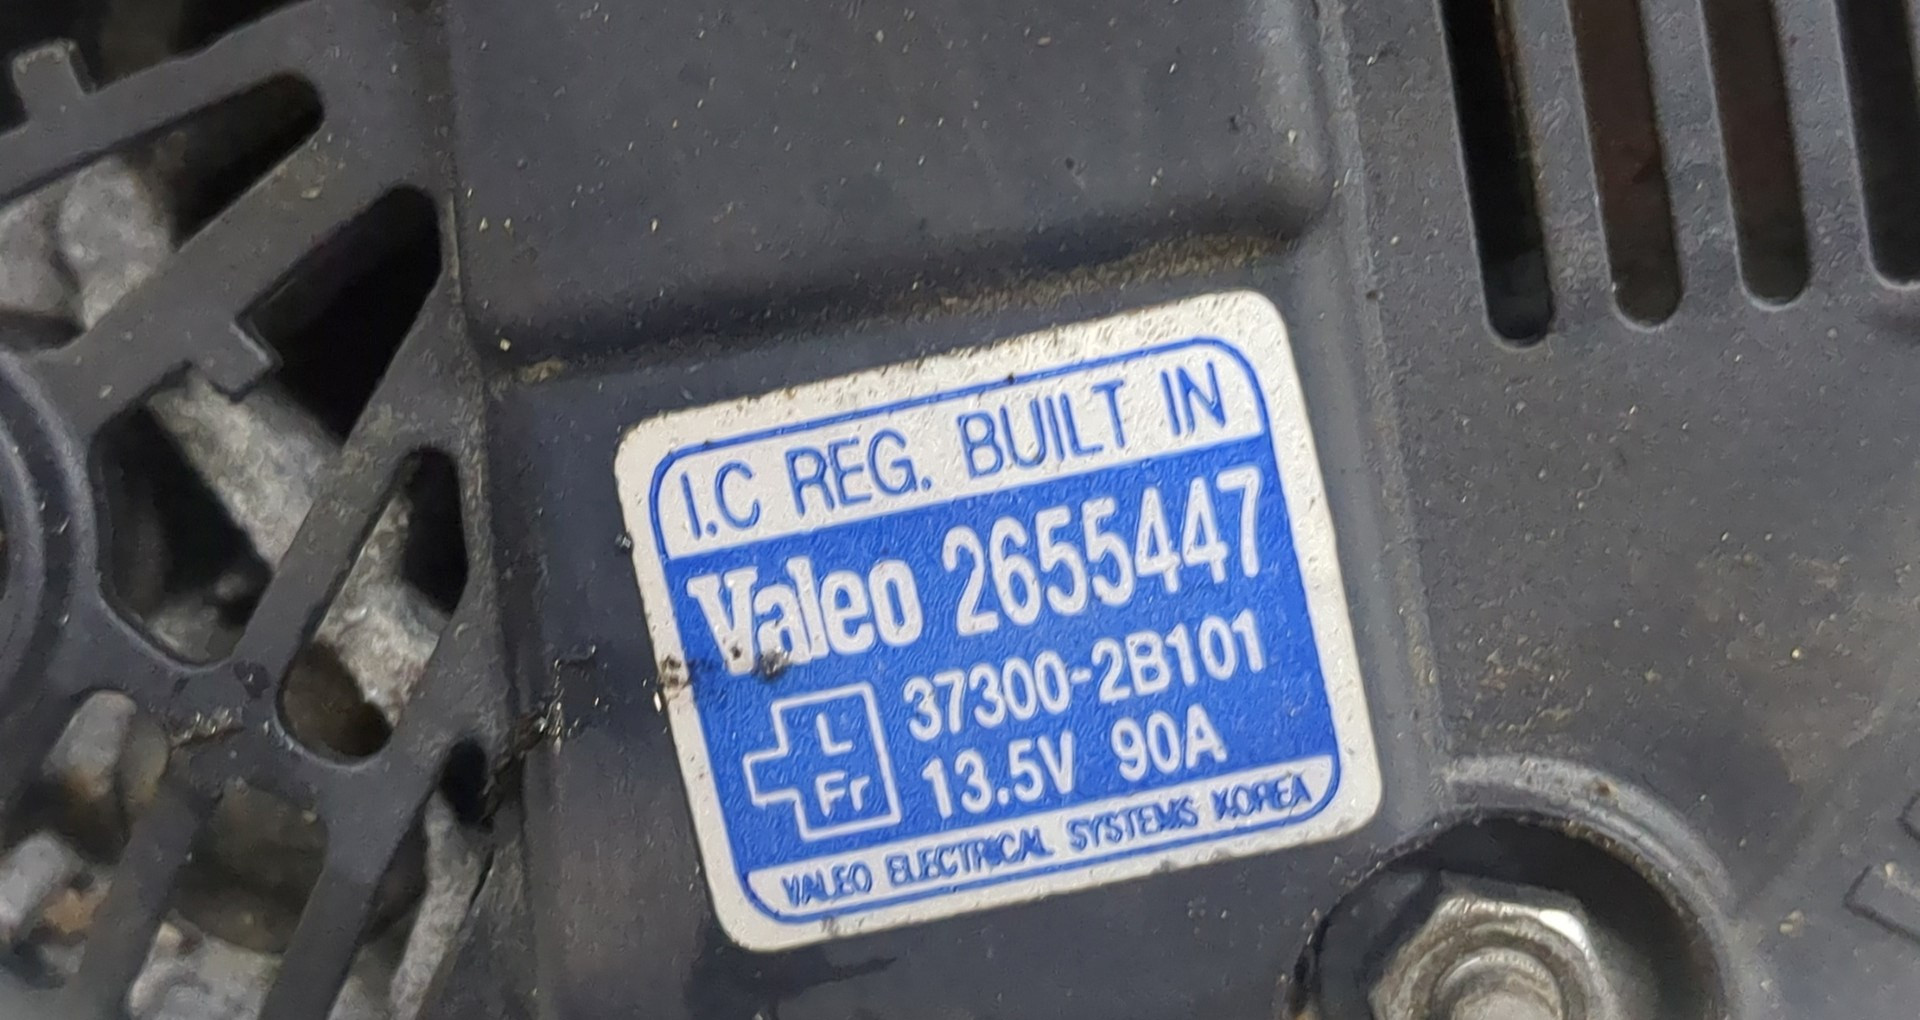 I.C REG. BUILT IN
Valeo 2655447
37300-2B101
L
Fr
13.5V 90A
VALEO ELECTRICAL SYSTEMS KOREA